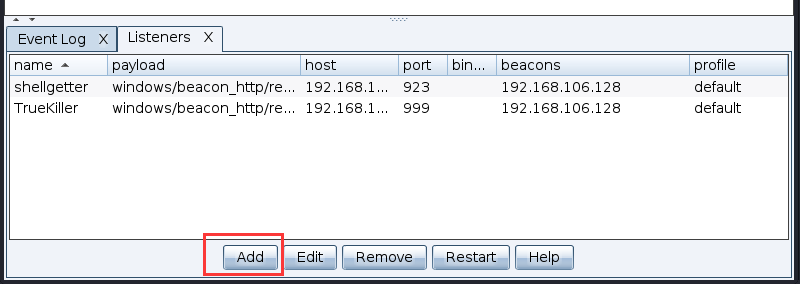 Event Log X Listeners X
name payload host port bin... beacons profile
shellgetter windows/beacon_http/re... 192.168.1... 923 192.168.106.128 default
TrueKiller windows/beacon_http/re... 192.168.1... 999 192.168.106.128 default
Add Edit Remove Restart Help